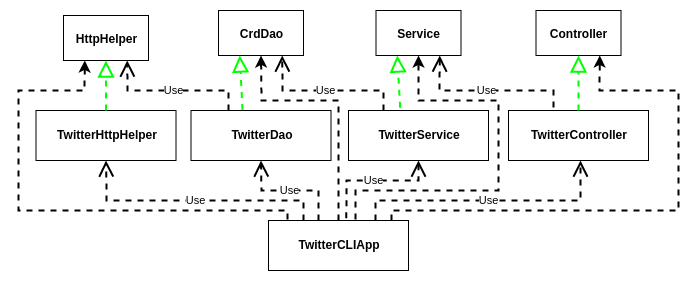 HttpHelper
CrdDao
Service
Controller
Use
Use
Use
TwitterHttpHelper
TwitterDao
TwitterService
TwitterController
Use
Use
Use
Use
TwitterCLIApp